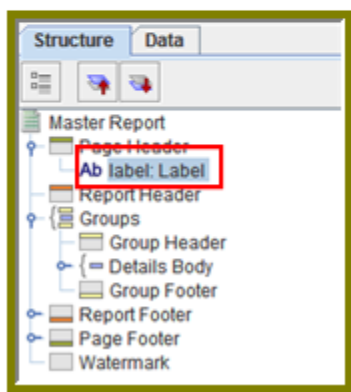 Structure Data
Master Report
Page Header
Ab label: Label
Report Header
Groups
Group Header
Details Body
Group Footer
Report Footer
Page Footer
Watermark